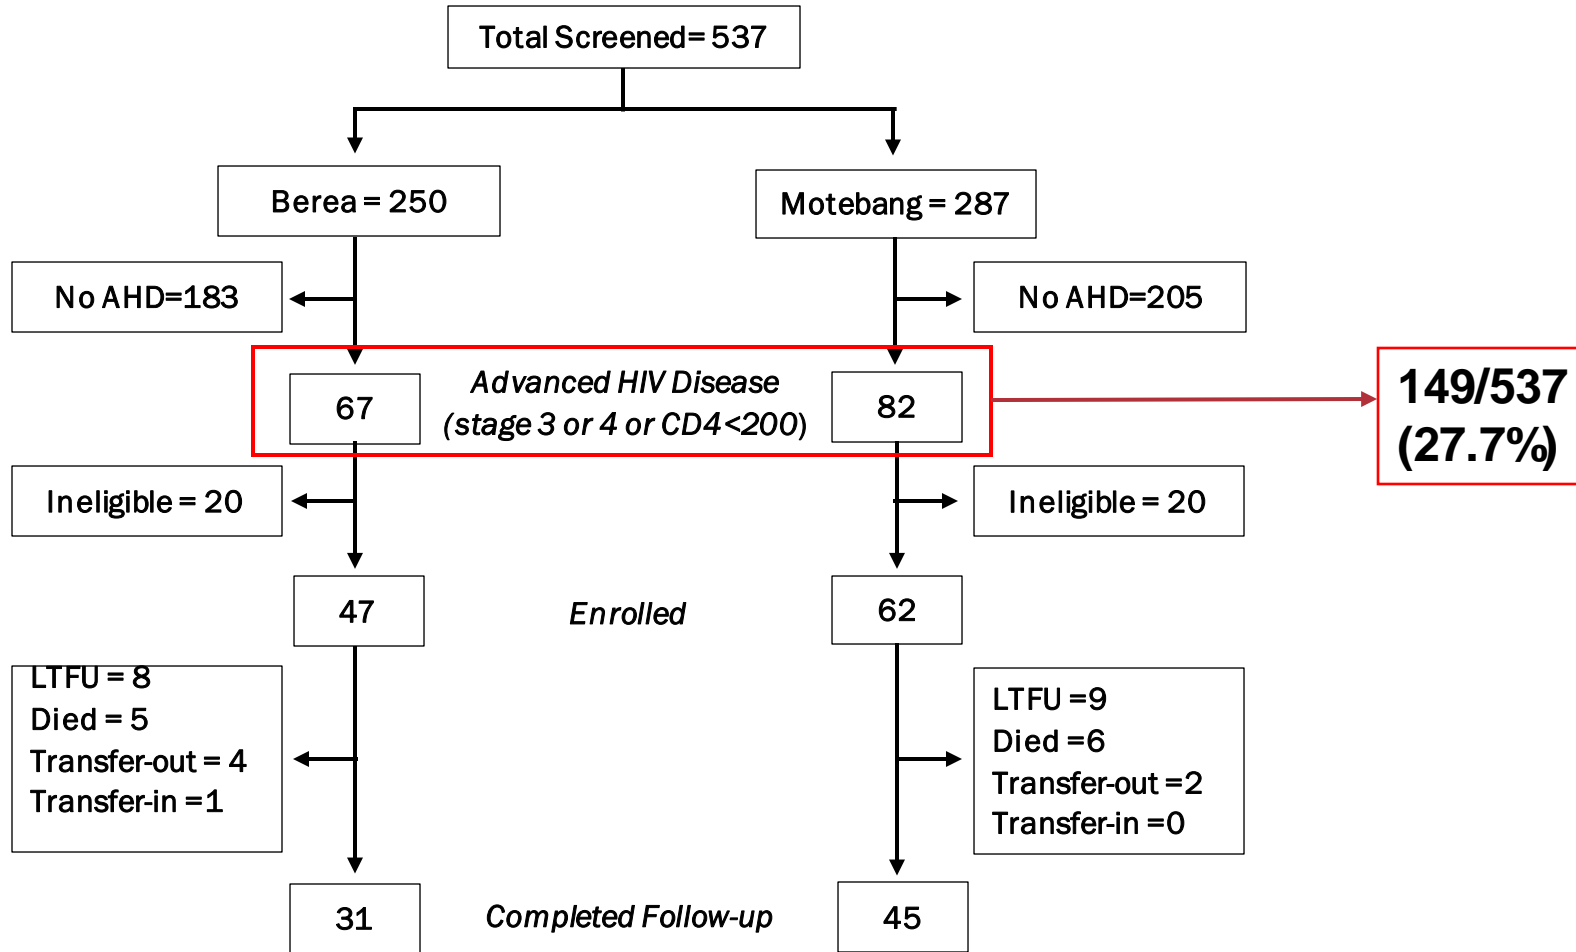 Total Screened= 537
Berea = 250
Motebang = 287
No AHD=183
No AHD=205
67
Advanced HIV Disease
(stage 3 or 4 or CD4<200)
82
149/537
(27.7%)
Ineligible = 20
Ineligible = 20
47
Enrolled
62
LTFU = 8
Died = 5
Transfer-out = 4
Transfer-in =1
LTFU =9
Died =6
Transfer-out =2
Transfer-in =0
31
Completed Follow-up
45